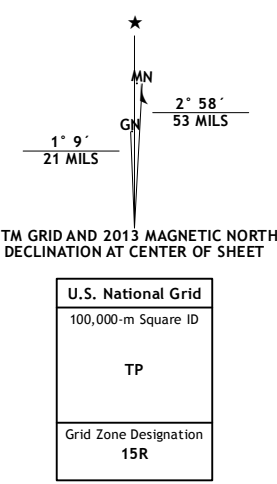 ★
MN
GN
2° 58´
53 MILS
1° 9´
21 MILS
TM GRID AND 2013 MAGNETIC NORTH
DECLINATION AT CENTER OF SHEET
U.S. National Grid
100,000-m Square ID
TP
Grid Zone Designation
15R